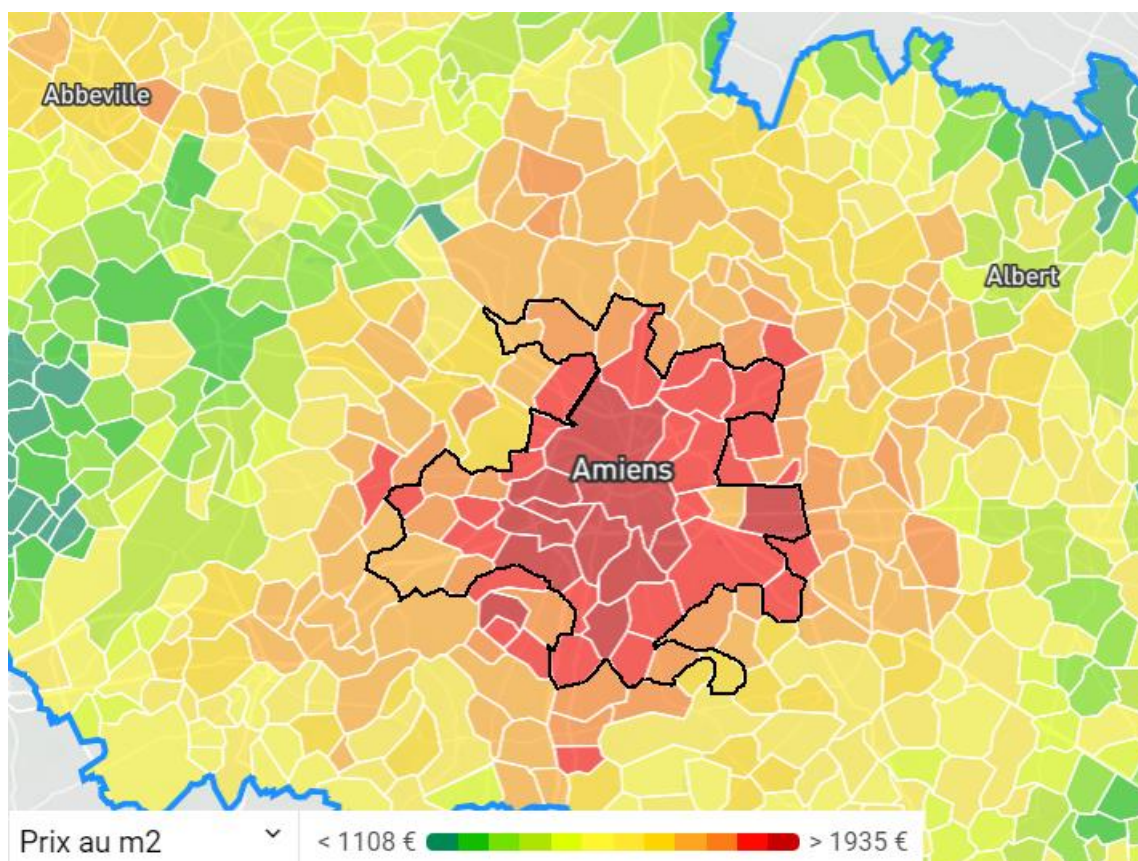 Abbeville
Albert
Amiens
Prix au m2
< 1108 €
> 1935 €